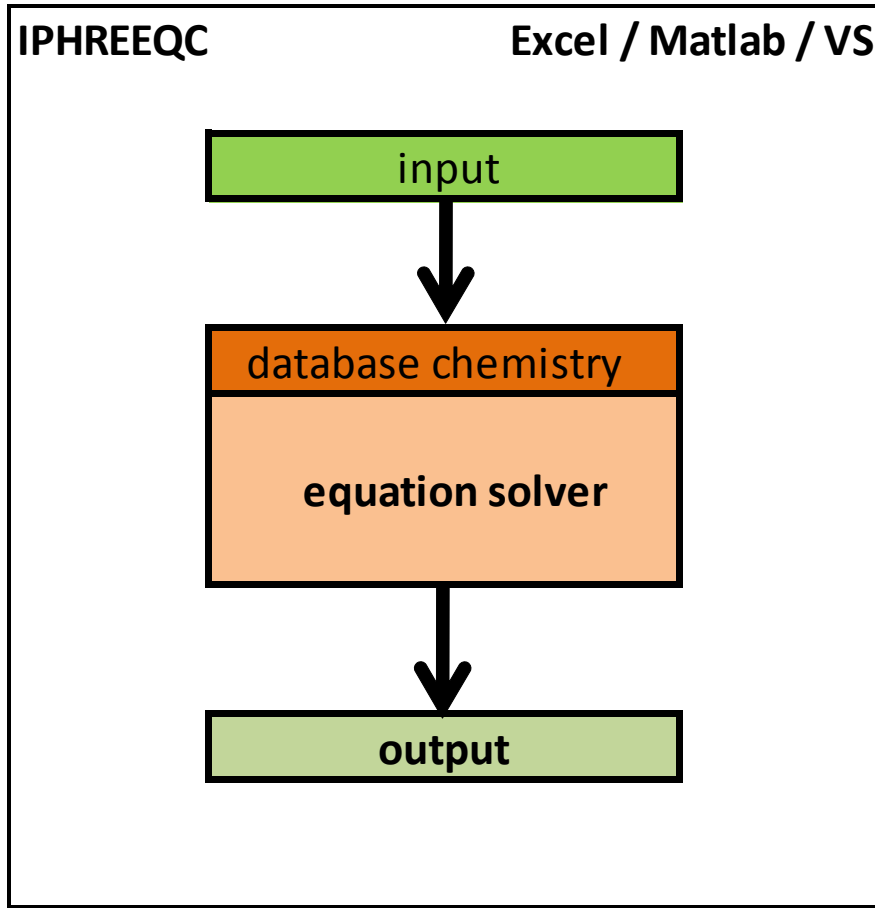 IPHREEQC Excel / Matlab / VS
input
database chemistry
equation solver
output